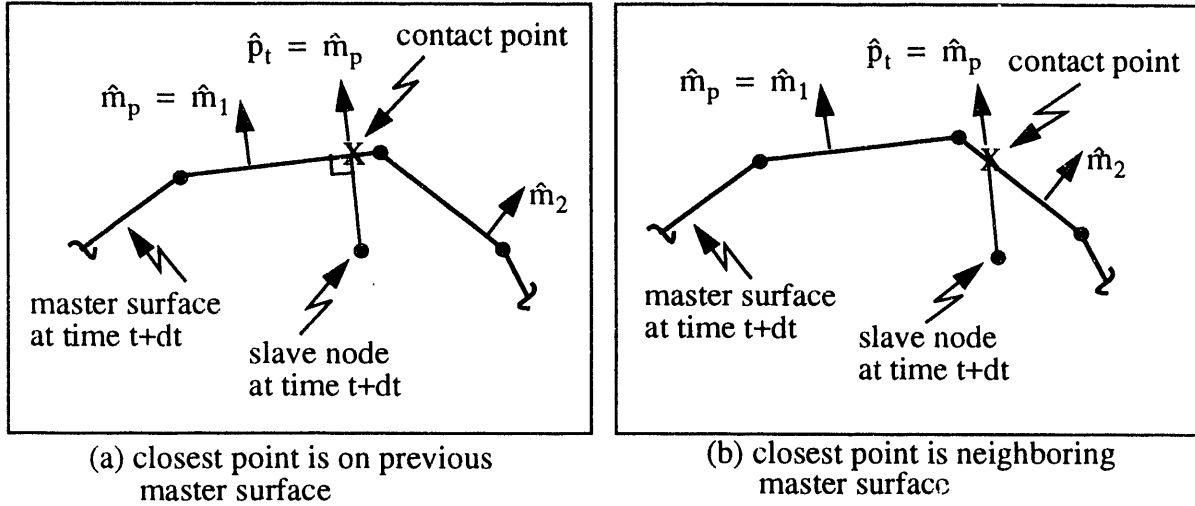 contact point
p̂t = m̂p
m̂p = m̂1
X
m̂2
master surface
at time t+dt
slave node
at time t+dt
(a) closest point is on previous
master surface
p̂t = m̂p
contact point
m̂p = m̂1
X
m̂2
master surface
at time t+dt
slave node
at time t+dt
(b) closest point is neighboring
master surface